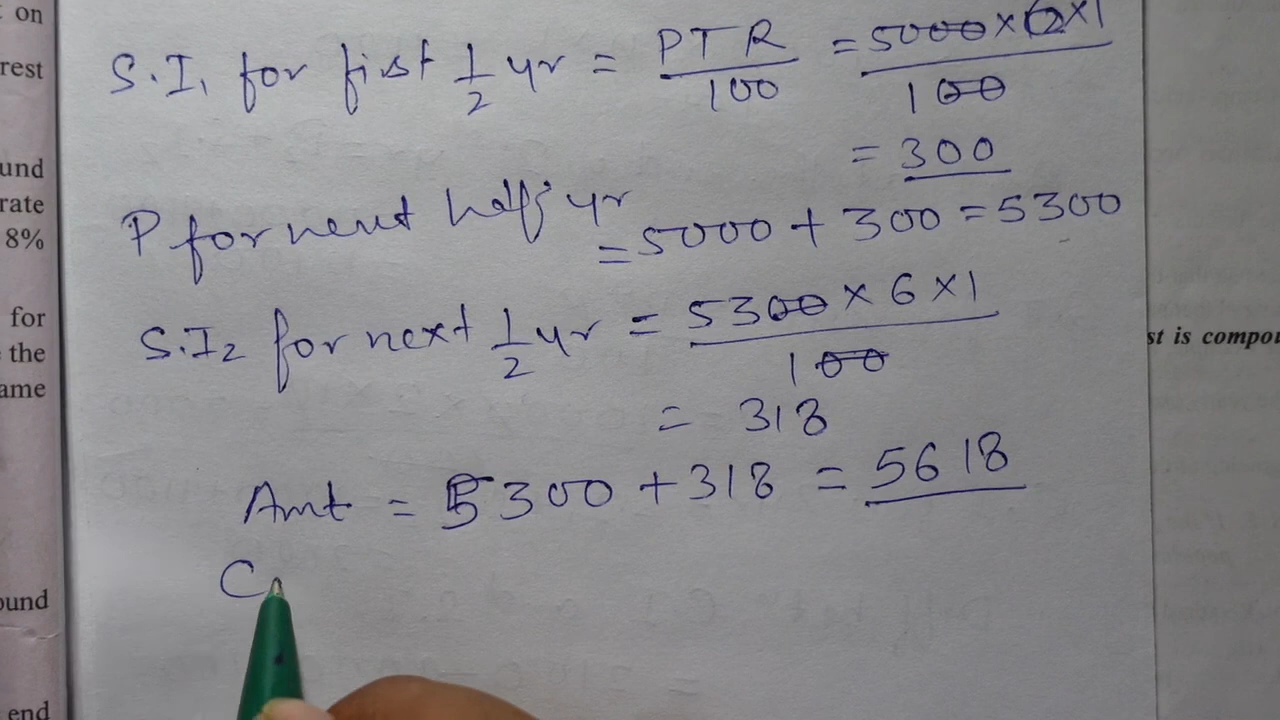 t on
rest
und
rate
8%
for
the
ame
ound
end
S.I₁ for first 1/2 yr = PTR/100 = 5000×6×1/100
= 300
P for next half yr
= 5000 + 300 = 5300
S.I₂ for next 1/2 yr = 5300 × 6 × 1/100
= 318
Amt = 5300 + 318 = 5618
C
st is compou